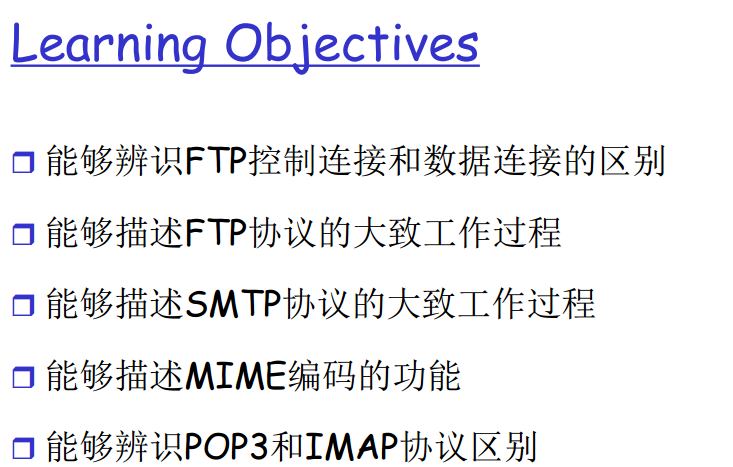 Learning Objectives
能够辨识FTP控制连接和数据连接的区别
能够描述FTP协议的大致工作过程
能够描述SMTP协议的大致工作过程
能够描述MIME编码的功能
能够辨识POP3和IMAP协议区别